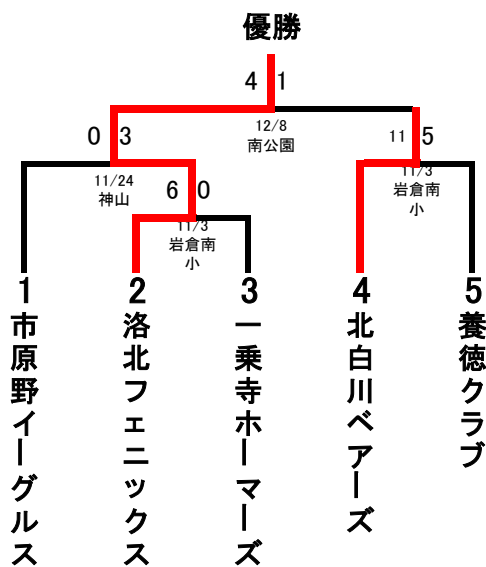 優勝
4 1
12/8
南公園
0 3
11 5
11/24
神山
11/3
岩倉南
小
6 0
11/3
岩倉南
小
1 市原野イーグルス
2 洛北フェニックス
3 一乗寺ホーマーズ
4 北白川ベアーズ
5 養徳クラブ